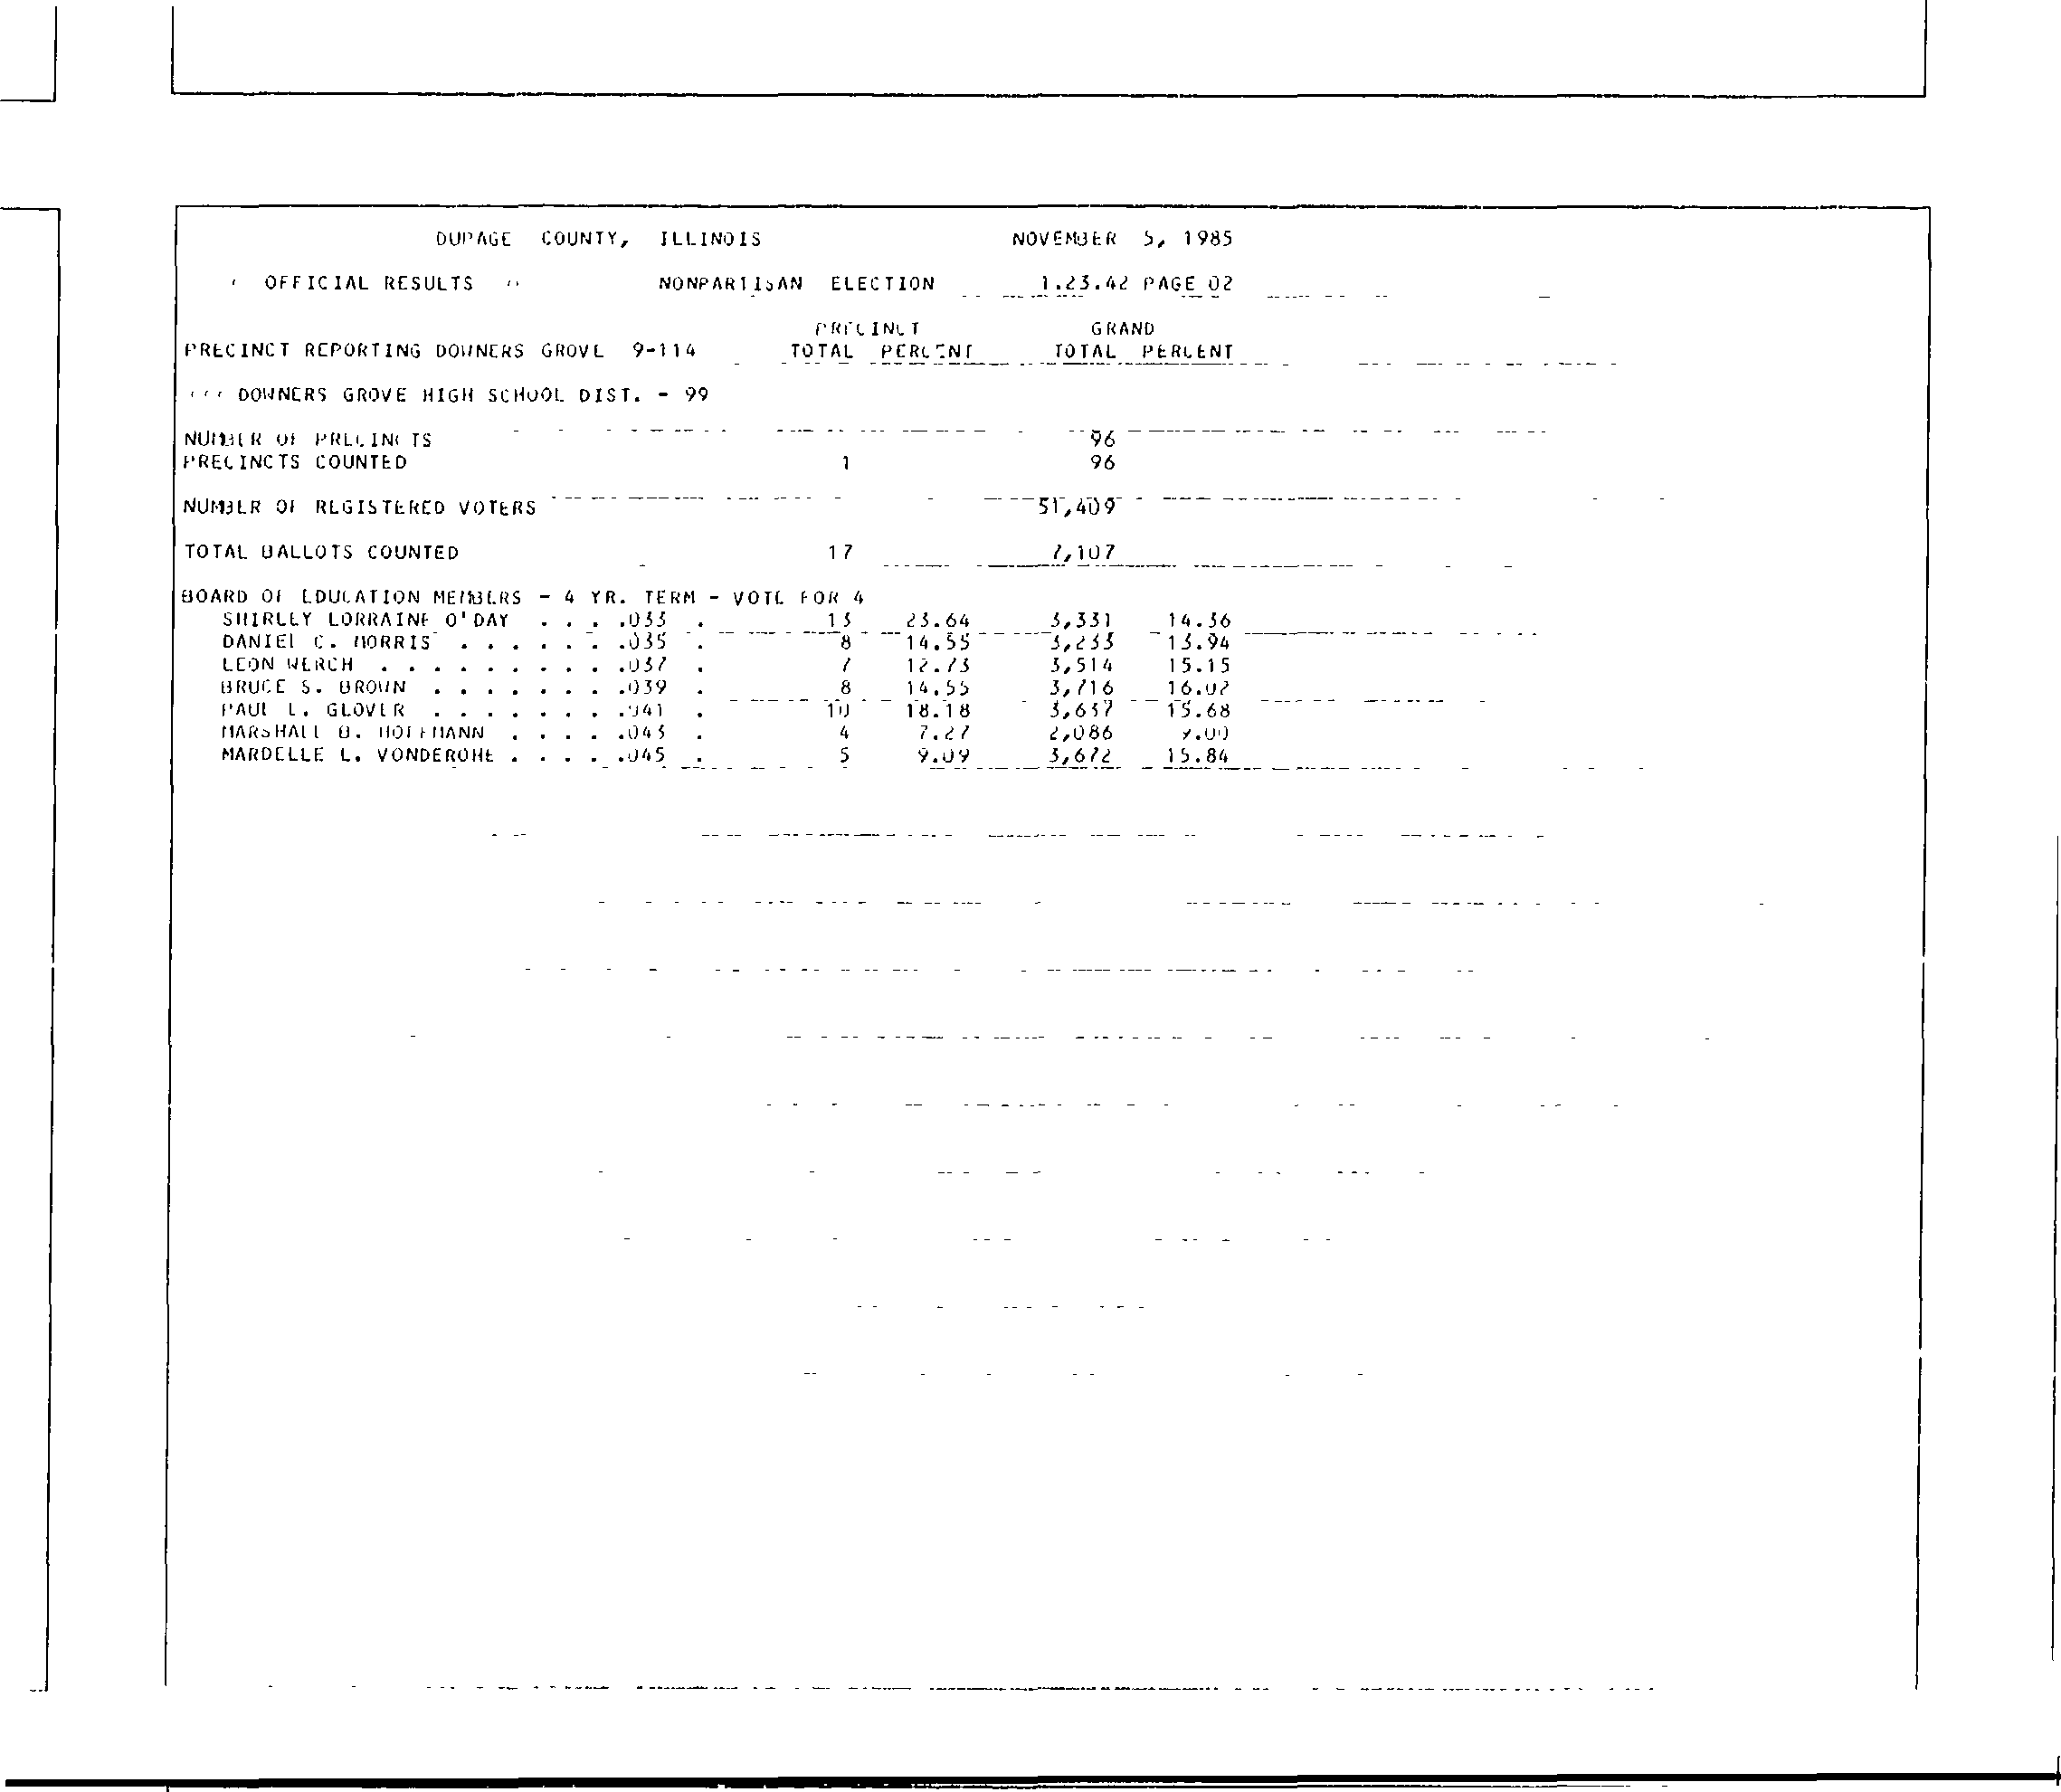 DUPAGE COUNTY, ILLINOIS NOVEMBER 5, 1985
OFFICIAL RESULTS NONPARTISAN ELECTION 1.23.42 PAGE 02
PRECINCT GRAND
PRECINCT REPORTING DOWNERS GROVE 9-114 TOTAL PERCENT TOTAL PERCENT
DOWNERS GROVE HIGH SCHOOL DIST. - 99
NUMBER OF PRECINCTS 96
PRECINCTS COUNTED 1 96
NUMBER OF REGISTERED VOTERS 51,409
TOTAL BALLOTS COUNTED 17 7,107
BOARD OF EDUCATION MEMBERS - 4 YR. TERM - VOTE FOR 4
SHIRLEY LORRAINE O'DAY . . . .033 . 13 23.64 3,331 14.36
DANIEL C. MORRIS . . . . . . .035 . 8 14.55 3,233 13.94
LEON WERCH . . . . . . . . . .037 . 7 12.73 3,514 15.15
BRUCE S. BROWN . . . . . . . .039 . 8 14.55 3,716 16.02
PAUL L. GLOVER . . . . . . . .041 . 10 18.18 3,637 15.68
MARSHALL B. HOFFMANN . . . . .043 . 4 7.27 2,086 9.00
MARDELLE L. VONDEROHE . . . . .045 . 5 9.09 3,672 15.84